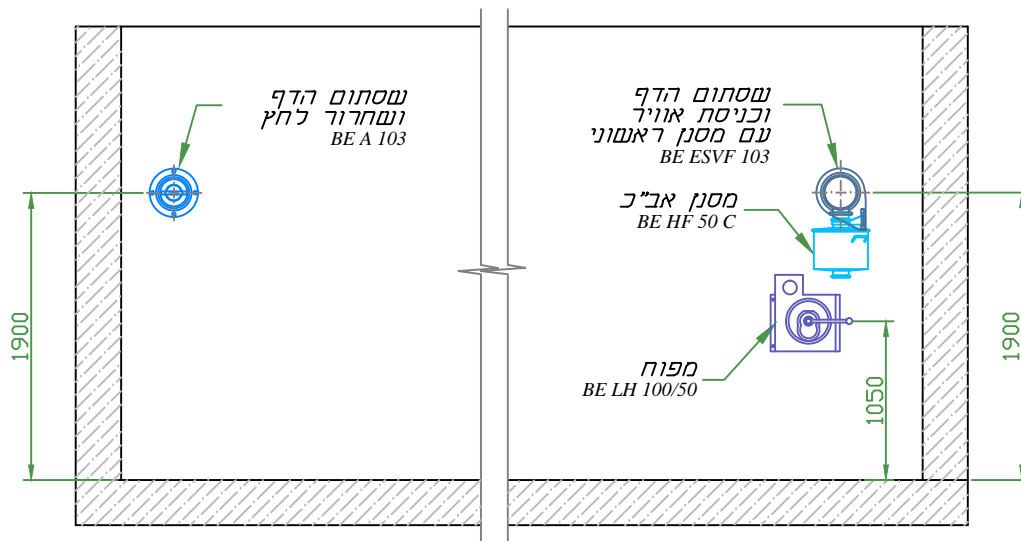 שסתום הדף
ושחרור לחץ
BE A 103
שסתום הדף
וכניסת אוויר
עם מסנן ראשוני
BE ESVF 103
מסנן אב"כ
BE HF 50 C
מפוח
BE LH 100/50
1900
1050
1900